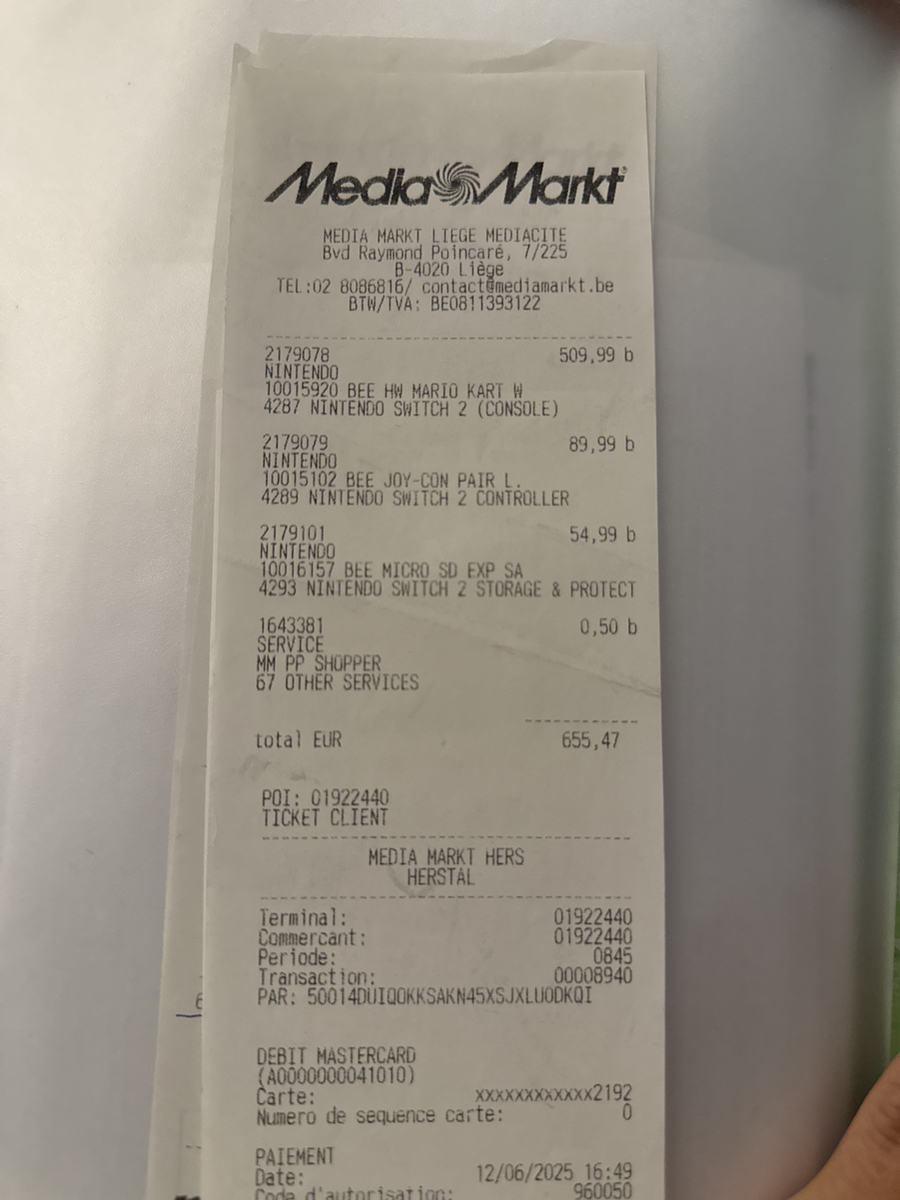 Media Markt
MEDIA MARKT LIEGE MEDIACITE
Bvd Raymond Poincaré, 7/225
B-4020 Liège
TEL:02 8086816/ contact@mediamarkt.be
BTW/TVA: BE0811393122
2179078 509,99 b
NINTENDO
10015920 BEE HW MARIO KART W
4287 NINTENDO SWITCH 2 (CONSOLE)
2179079 89,99 b
NINTENDO
10015102 BEE JOY-CON PAIR L.
4289 NINTENDO SWITCH 2 CONTROLLER
2179101 54,99 b
NINTENDO
10016157 BEE MICRO SD EXP SA
4293 NINTENDO SWITCH 2 STORAGE & PROTECT
1643381 0,50 b
SERVICE
MM PP SHOPPER
67 OTHER SERVICES
total EUR 655,47
POI: 01922440
TICKET CLIENT
MEDIA MARKT HERS
HERSTAL
Terminal: 01922440
Commercant: 01922440
Periode: 0845
Transaction: 00008940
PAR: 50014DUIQOKKSAKN45XSJXLUODKQI
DEBIT MASTERCARD
(A0000000041010)
Carte: xxxxxxxxxxxx2192
Numero de sequence carte: 0
PAIEMENT
Date: 12/06/2025 16:49
Code d'autorisation: 960050